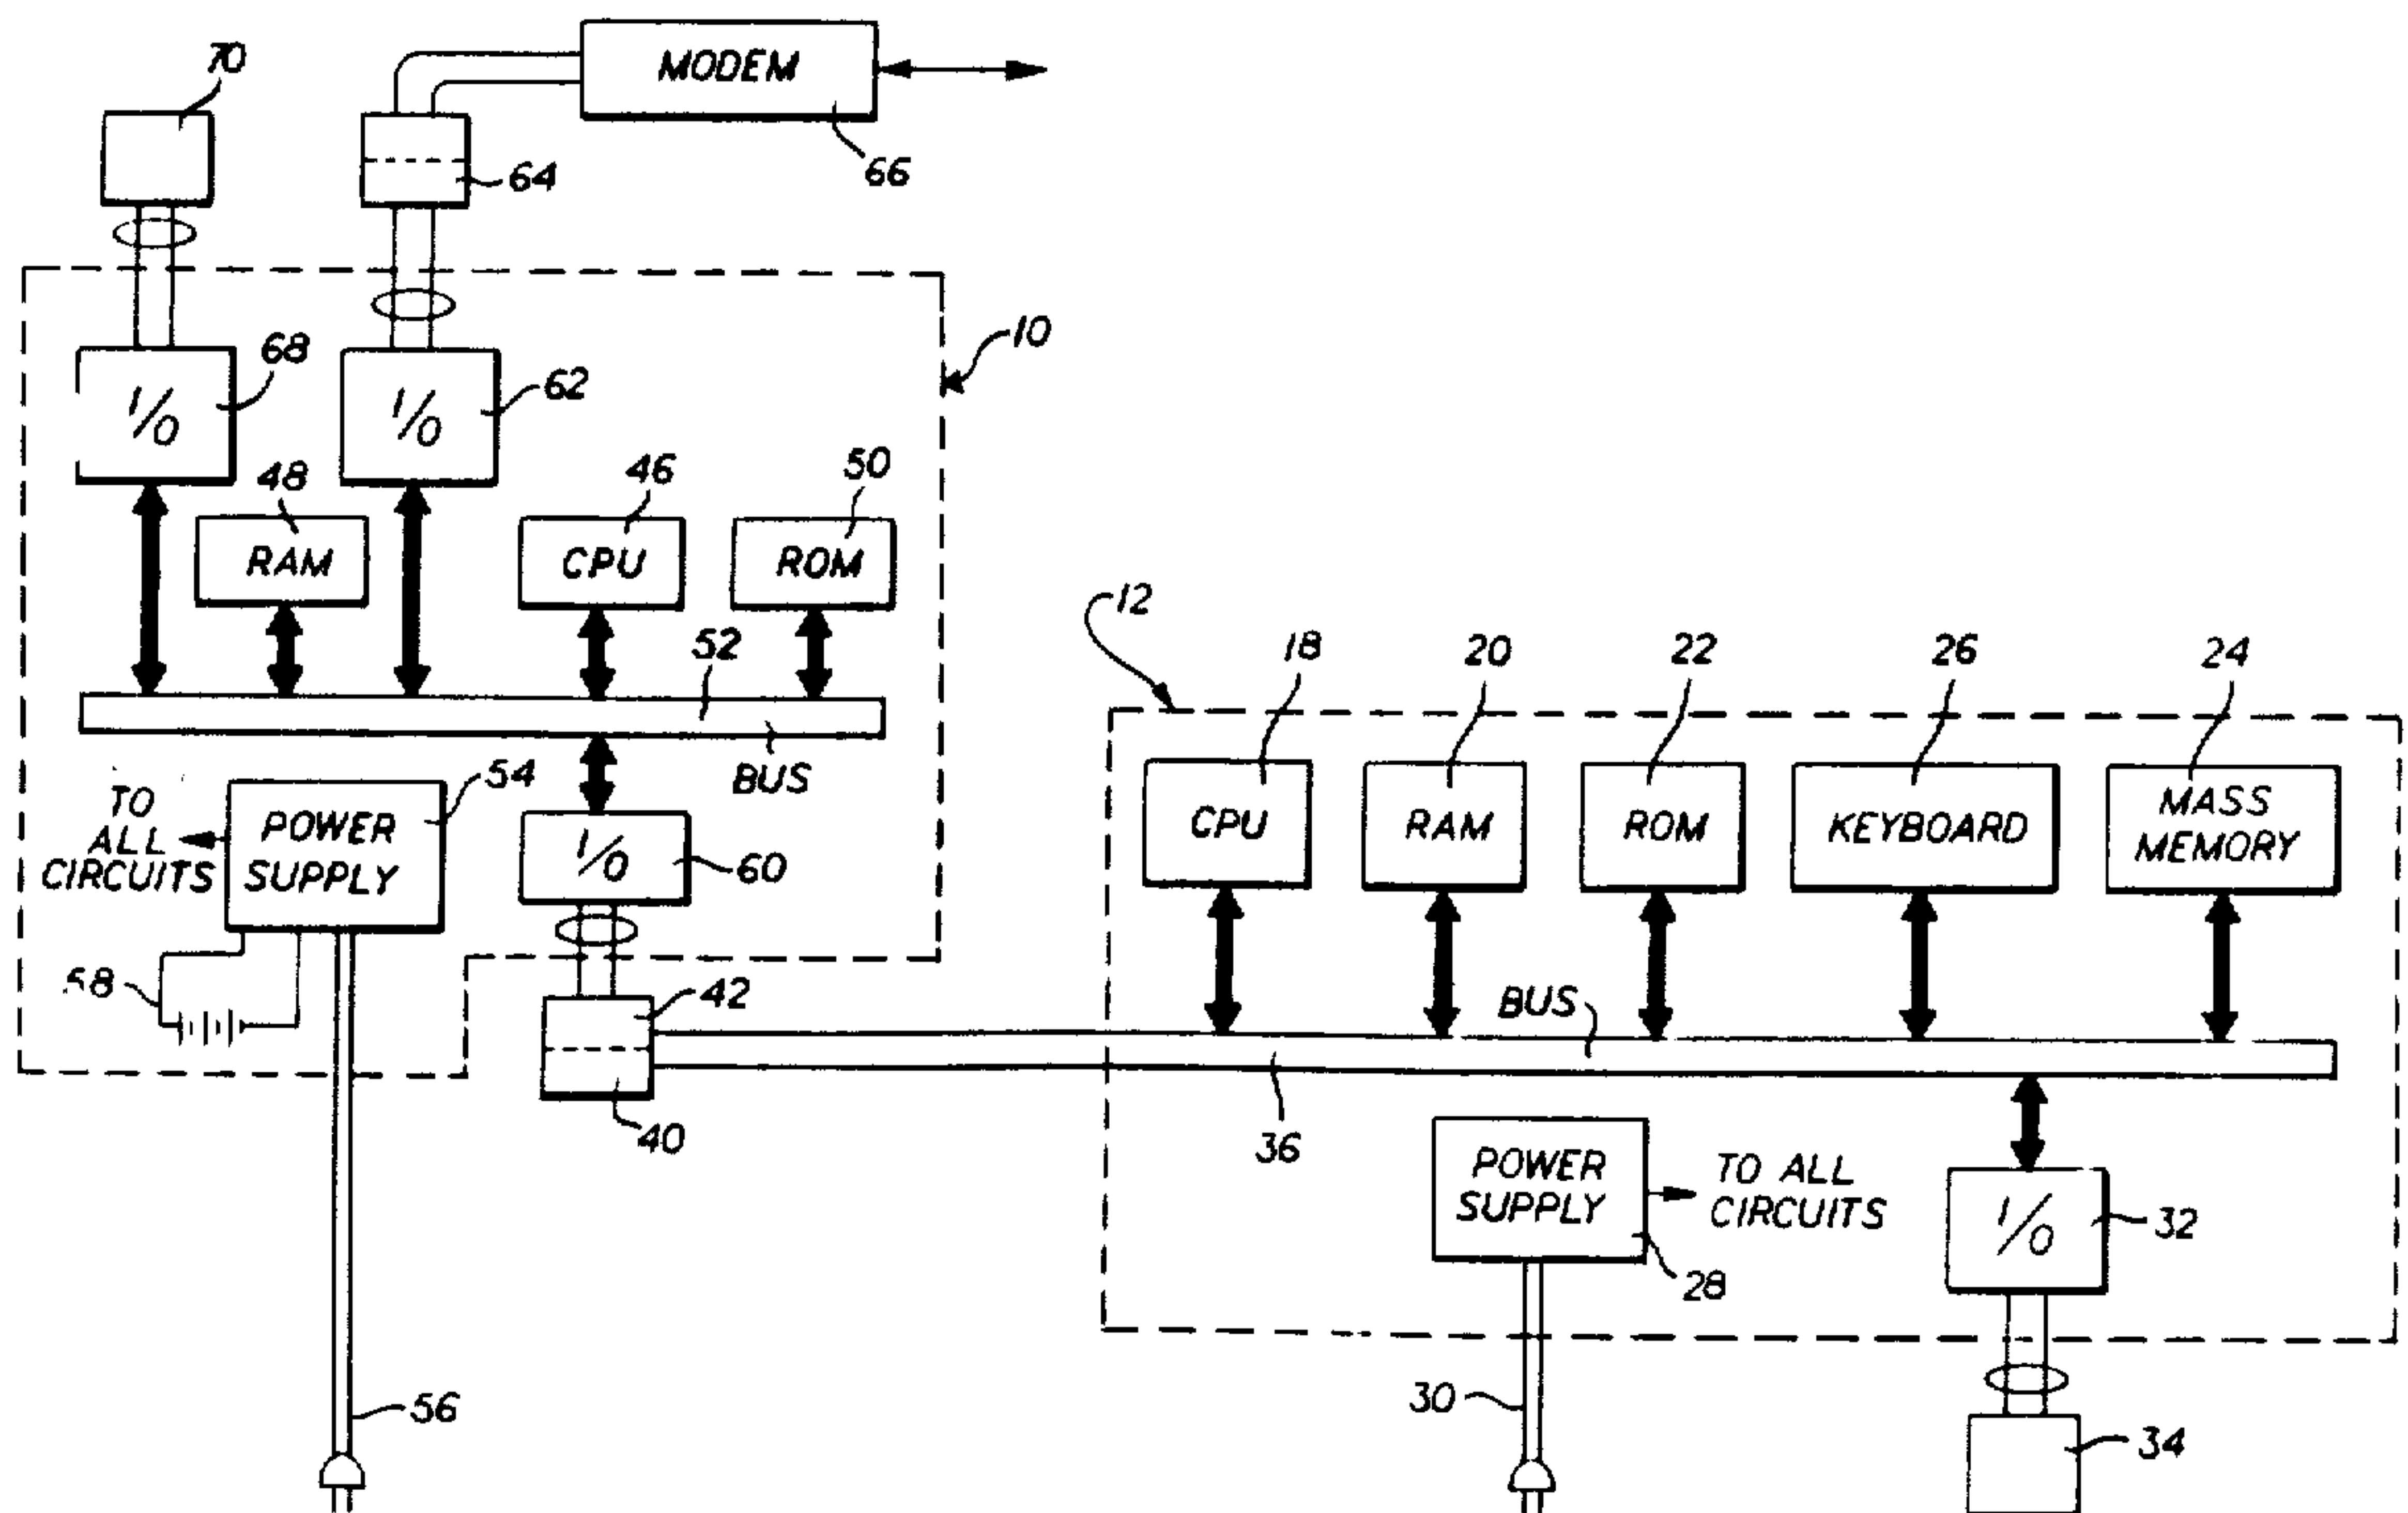 70
MODEM
66
64
10
68
62
I/O
I/O
48
46
50
RAM
CPU
ROM
52
BUS
12
18
20
22
26
24
CPU
RAM
ROM
KEYBOARD
MASS
MEMORY
54
TO
ALL
CIRCUITS
POWER
SUPPLY
I/O
60
58
42
40
BUS
36
POWER
SUPPLY
TO ALL
CIRCUITS
28
I/O
32
56
30
34